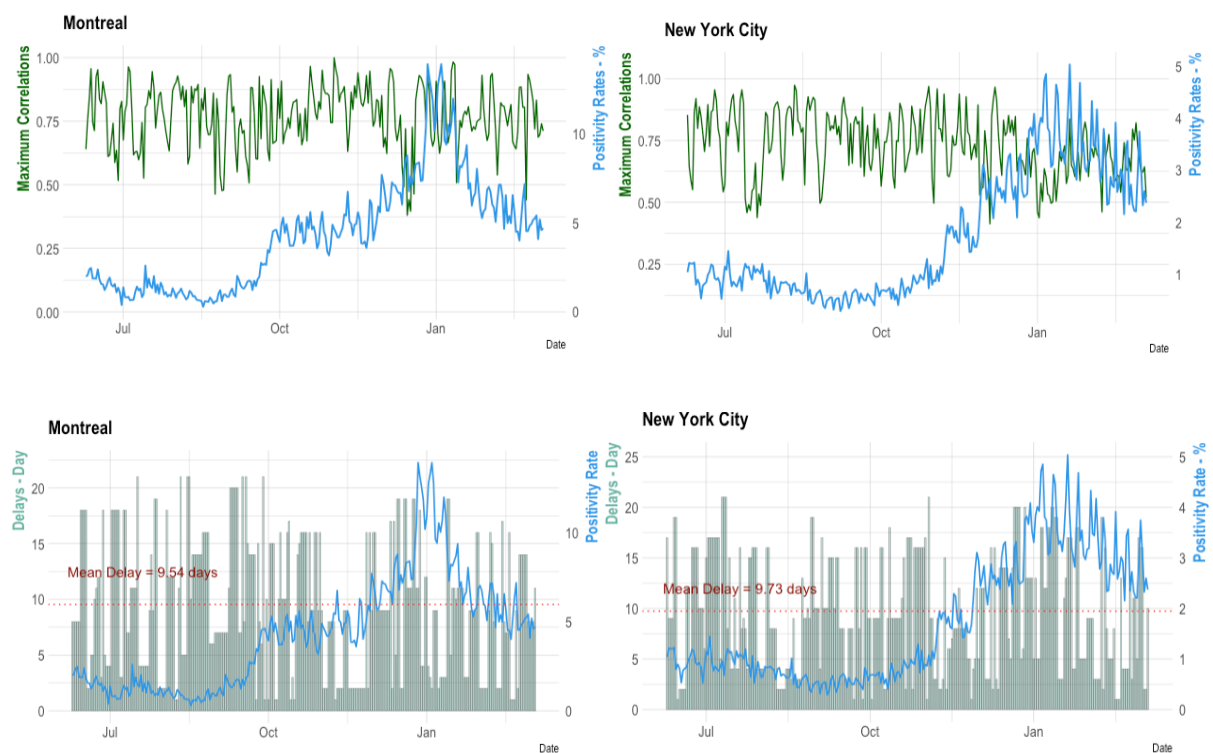 Montreal
Maximum Correlations
1.00
0.75
0.50
0.25
0.00
10
5
0
Positivity Rates - %
Jul
Oct
Jan
Date
New York City
Maximum Correlations
1.00
0.75
0.50
0.25
5
4
3
2
1
Positivity Rates - %
Jul
Oct
Jan
Date
Montreal
Delays - Day
20
15
10
5
0
Mean Delay = 9.54 days
10
5
0
Positivity Rate
Jul
Oct
Jan
Date
New York City
Delays - Day
25
20
15
10
5
0
Mean Delay = 9.73 days
5
4
3
2
1
0
Positivity Rate - %
Jul
Oct
Jan
Date